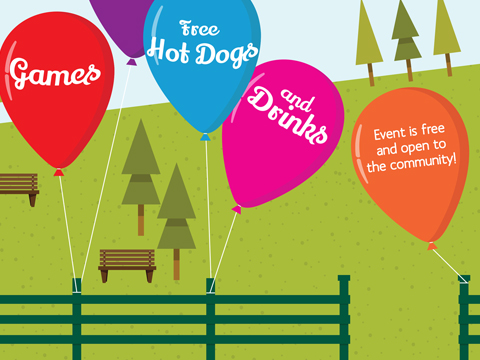 Games
Free
Hot Dogs
and
Drinks
Event is free
and open to
the community!